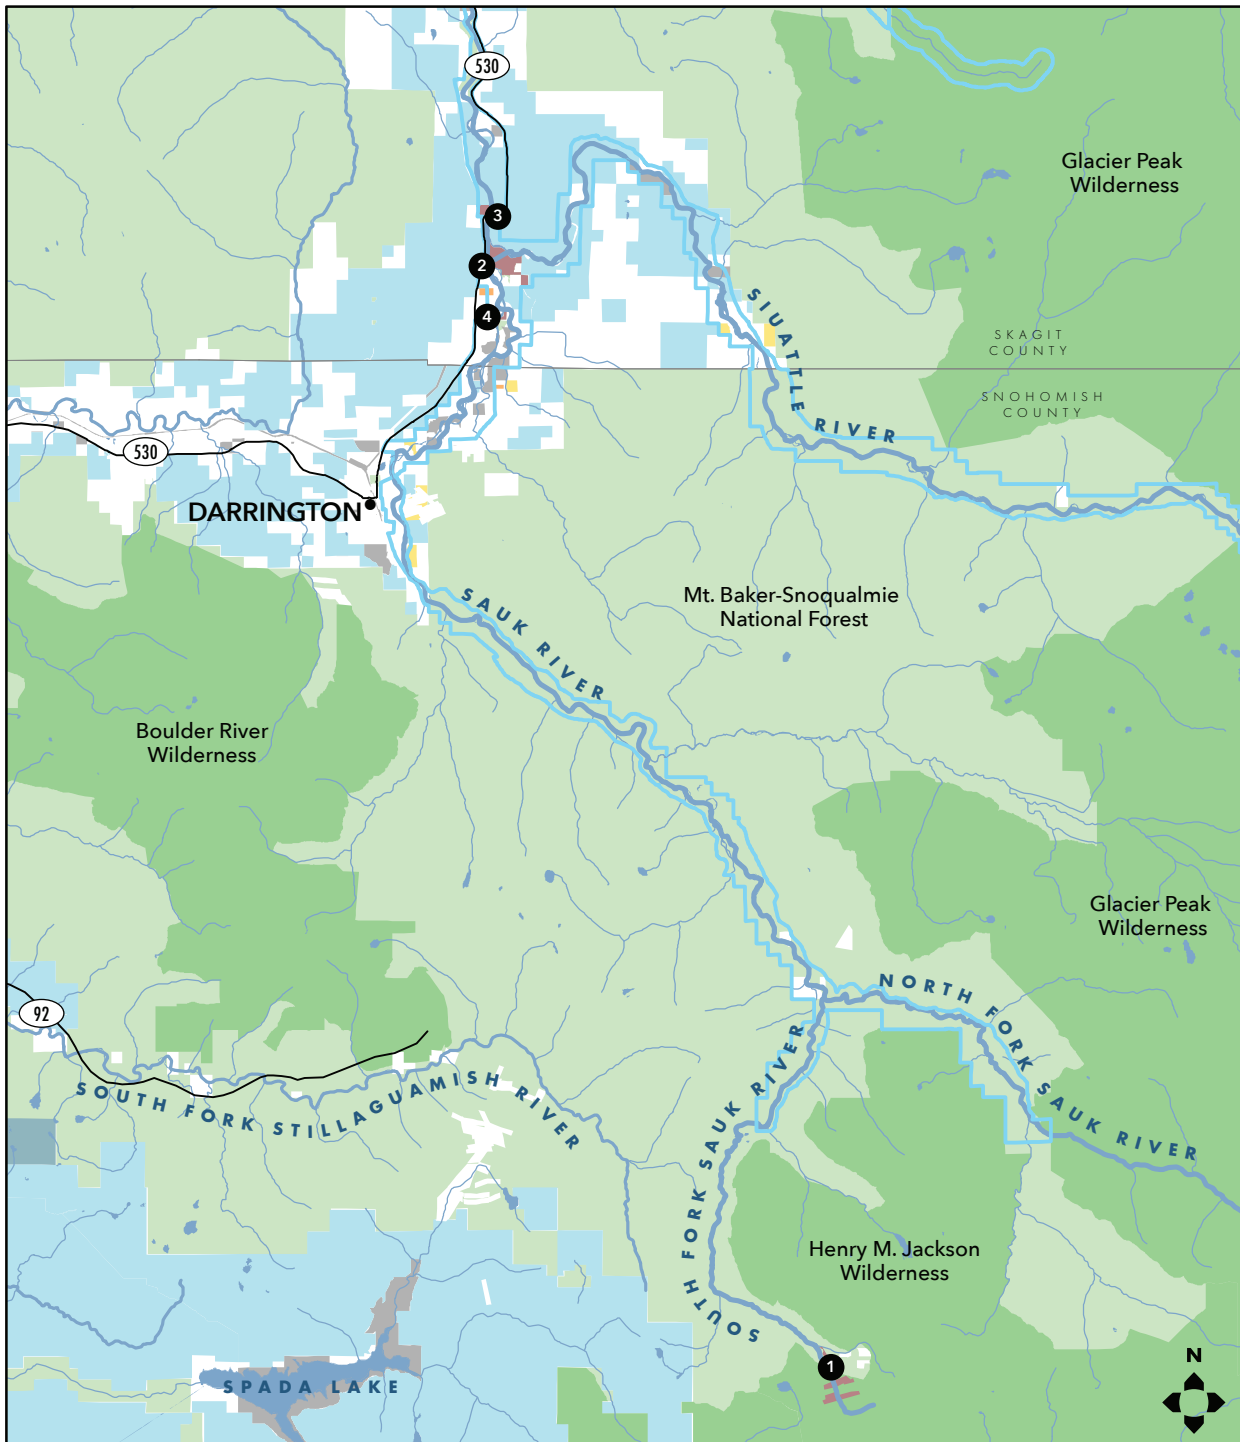 530
Glacier Peak
Wilderness
3
2
4
SIUATTLE RIVER
SKAGIT
COUNTY
SNOHOMISH
COUNTY
530
DARRINGTON
SAUK RIVER
Mt. Baker-Snoqualmie
National Forest
Boulder River
Wilderness
Glacier Peak
Wilderness
NORTH FORK SAUK RIVER
92
SOUTH FORK STILLAGUAMISH RIVER
SOUTH FORK SAUK RIVER
Henry M. Jackson
Wilderness
1
SPADA LAKE
N